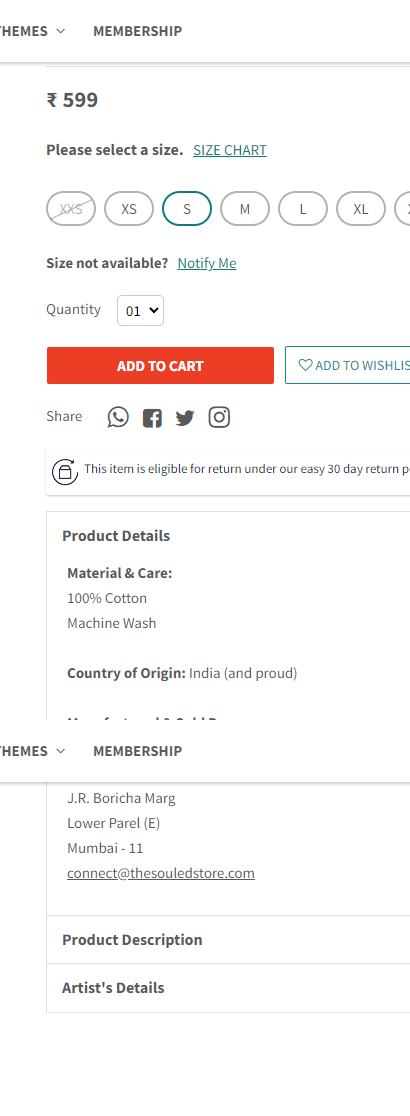 THEMES MEMBERSHIP
₹ 599
Please select a size. SIZE CHART
XXS XS S M L XL
Size not available? Notify Me
Quantity 01
ADD TO CART ADD TO WISHLIS
Share
This item is eligible for return under our easy 30 day return p
Product Details
Material & Care:
100% Cotton
Machine Wash
Country of Origin: India (and proud)
THEMES MEMBERSHIP
J.R. Boricha Marg
Lower Parel (E)
Mumbai - 11
connect@thesouledstore.com
Product Description
Artist's Details